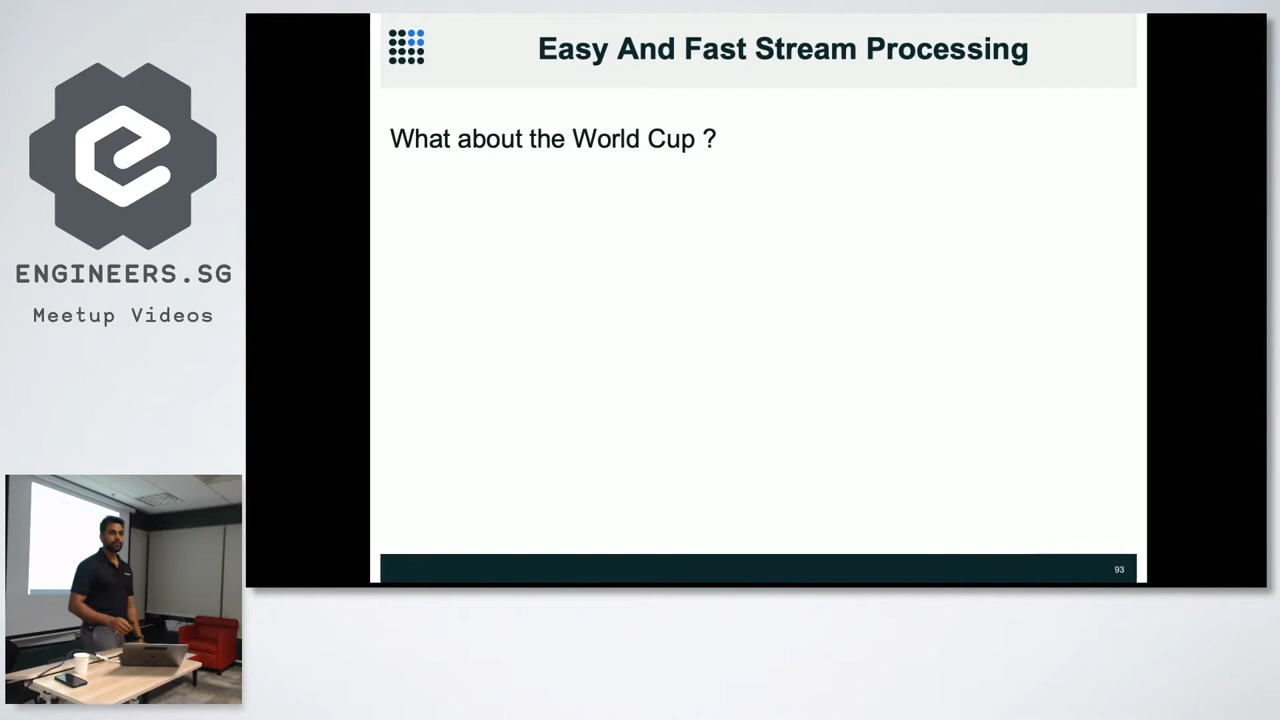 Easy And Fast Stream Processing
What about the World Cup ?
ENGINEERS.SG
Meetup Videos
93